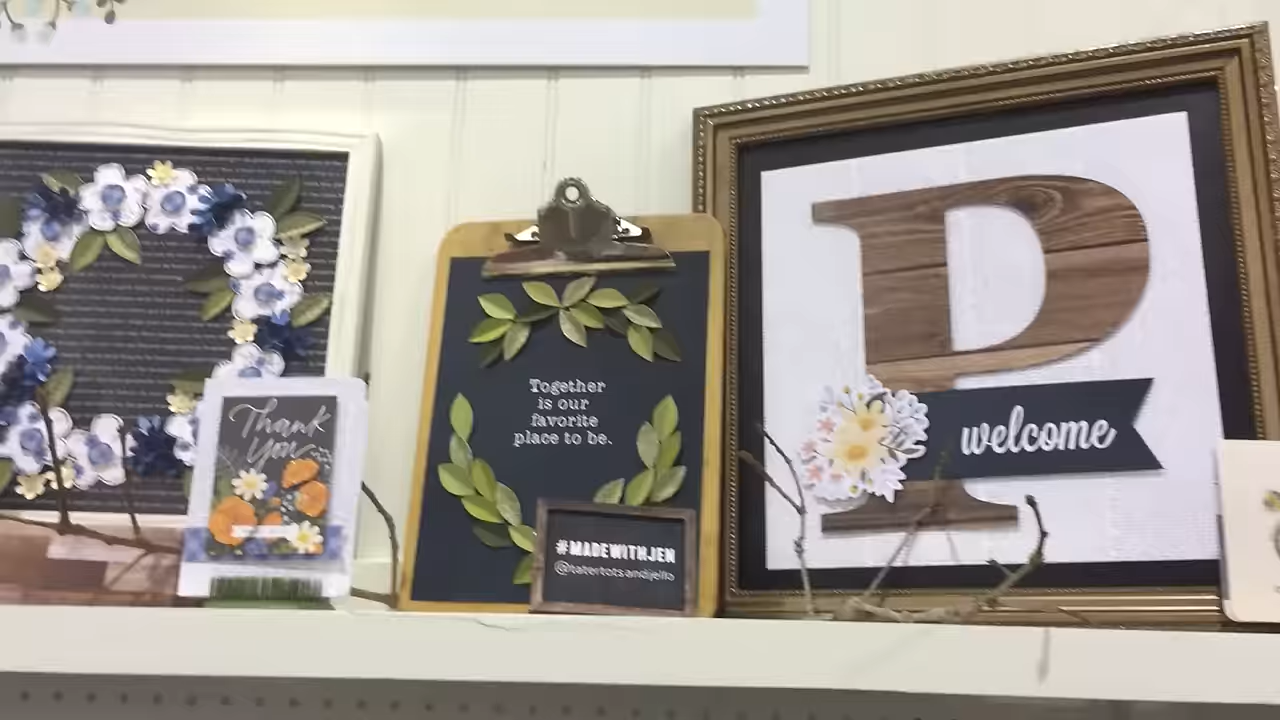 Thank
You
Together
is our
favorite
place to be.
#MADEWITHJEN
@tatertotsandjello
P
welcome